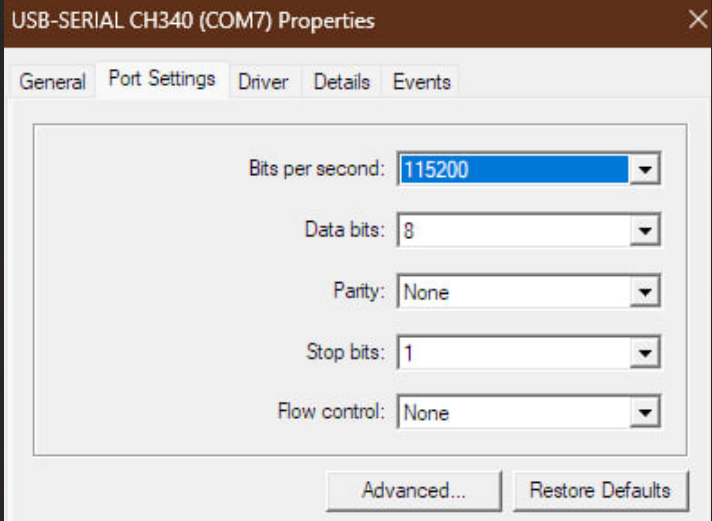 USB-SERIAL CH340 (COM7) Properties
General Port Settings Driver Details Events
Bits per second: 115200
Data bits: 8
Parity: None
Stop bits: 1
Flow control: None
Advanced... Restore Defaults